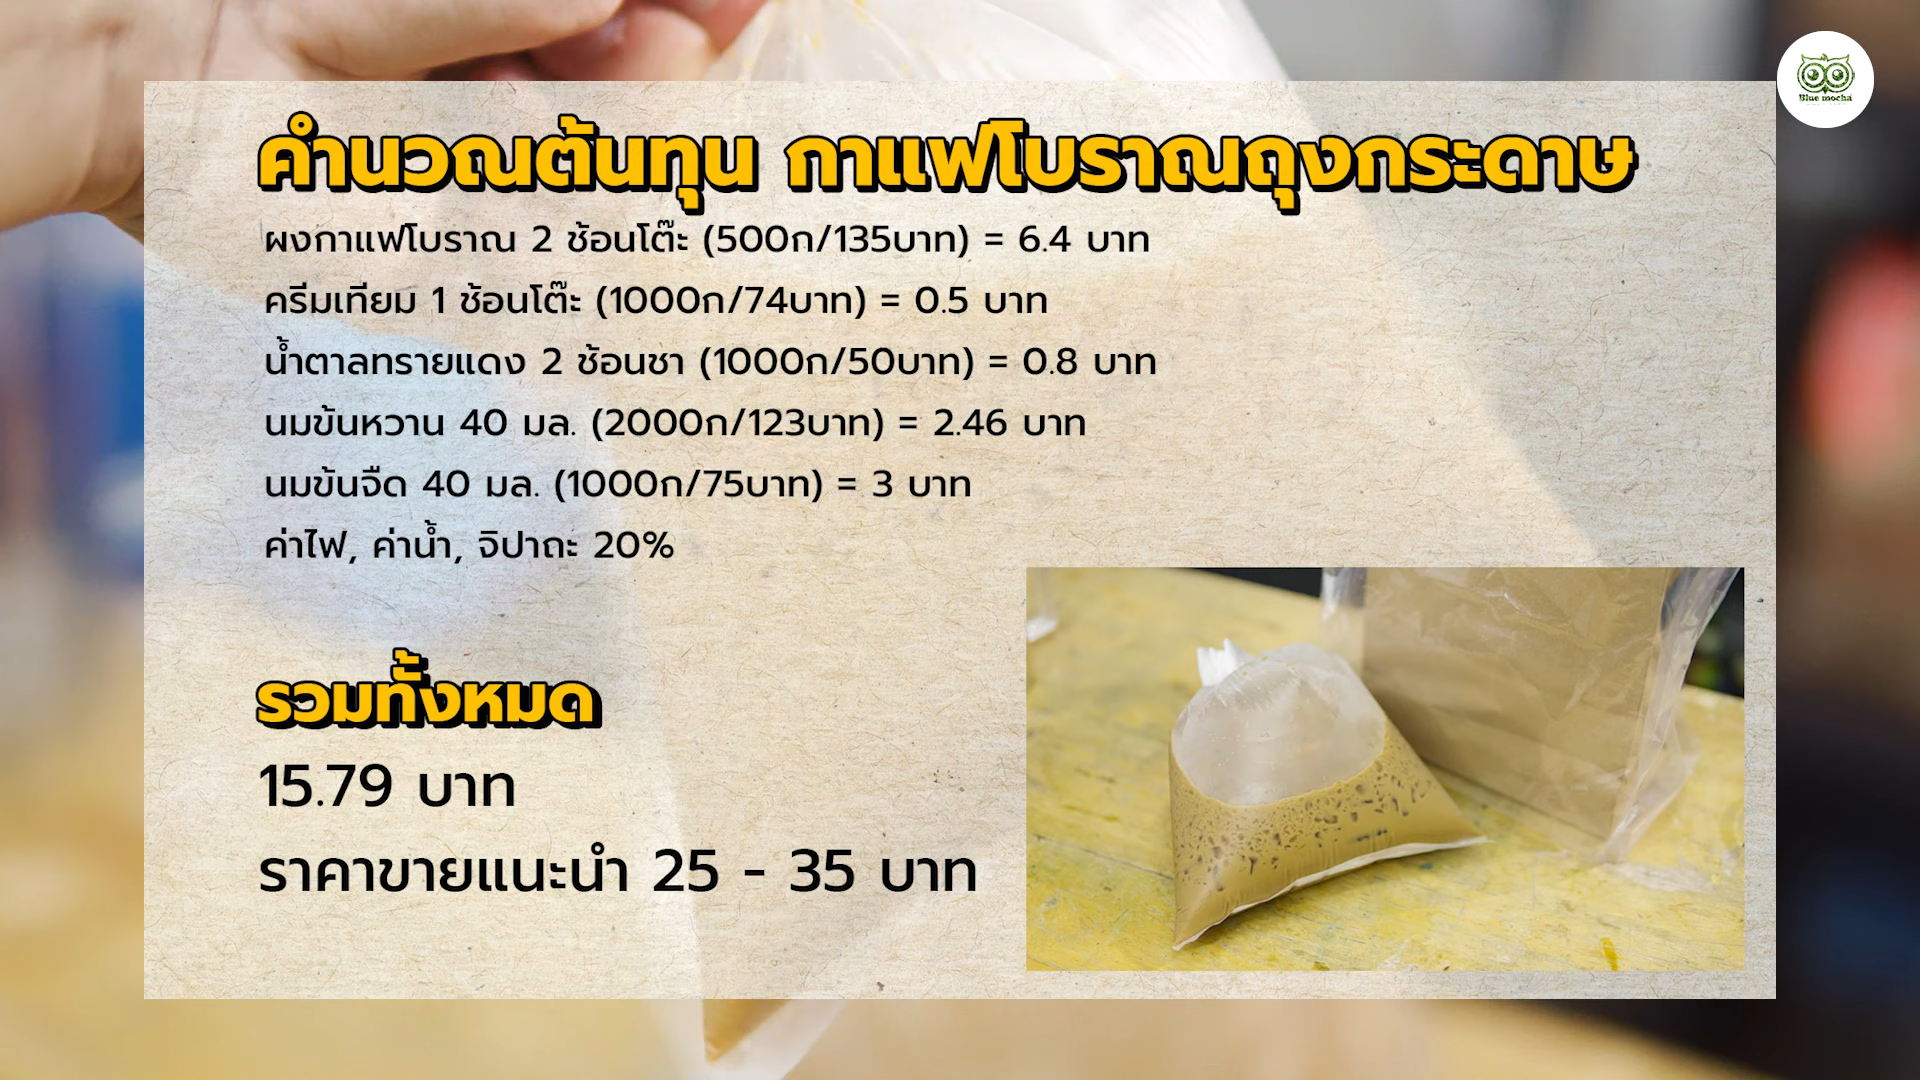 Blue mocha
คำนวณต้นทุน กาแฟโบราณถุงกระดาษ
ผงกาแฟโบราณ 2 ช้อนโต๊ะ (500ก/135บาท) = 6.4 บาท
ครีมเทียม 1 ช้อนโต๊ะ (1000ก/74บาท) = 0.5 บาท
น้ำตาลทรายแดง 2 ช้อนชา (1000ก/50บาท) = 0.8 บาท
นมข้นหวาน 40 มล. (2000ก/123บาท) = 2.46 บาท
นมข้นจืด 40 มล. (1000ก/75บาท) = 3 บาท
ค่าไฟ, ค่าน้ำ, จิปาถะ 20%
รวมทั้งหมด
15.79 บาท
ราคาขายแนะนำ 25 - 35 บาท